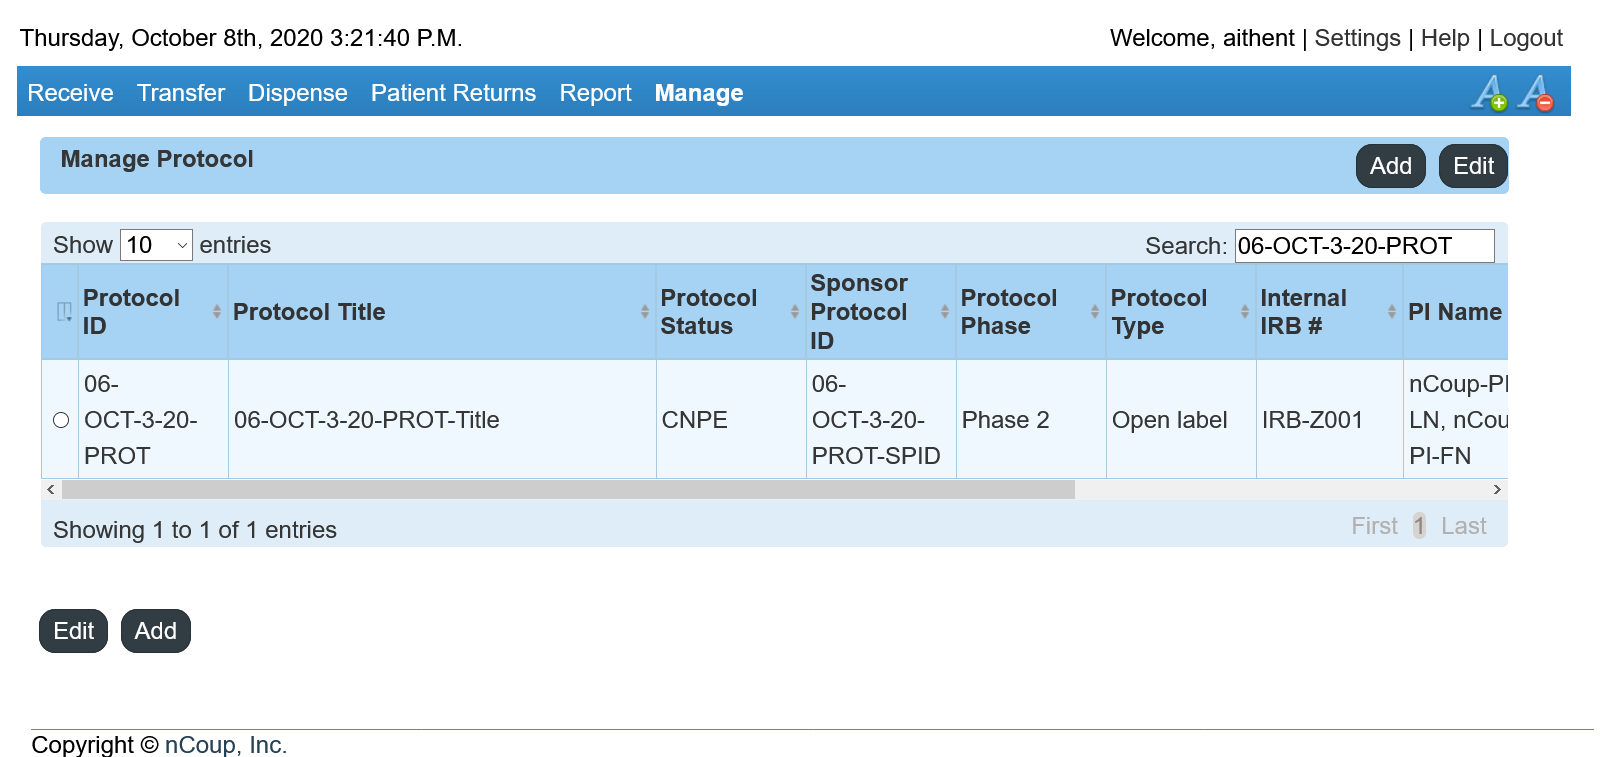 Thursday, October 8th, 2020 3:21:40 P.M.
Welcome, aithent | Settings | Help | Logout
Receive Transfer Dispense Patient Returns Report Manage
Manage Protocol
Add Edit
Show 10 entries
Search: 06-OCT-3-20-PROT
Protocol
ID
Protocol Title
Protocol
Status
Sponsor
Protocol
ID
Protocol
Phase
Protocol
Type
Internal
IRB #
PI Name
06-
OCT-3-20-
PROT
06-OCT-3-20-PROT-Title
CNPE
06-
OCT-3-20-
PROT-SPID
Phase 2
Open label
IRB-Z001
nCoup-PI
LN, nCou
PI-FN
Showing 1 to 1 of 1 entries
First 1 Last
Edit Add
Copyright © nCoup, Inc.